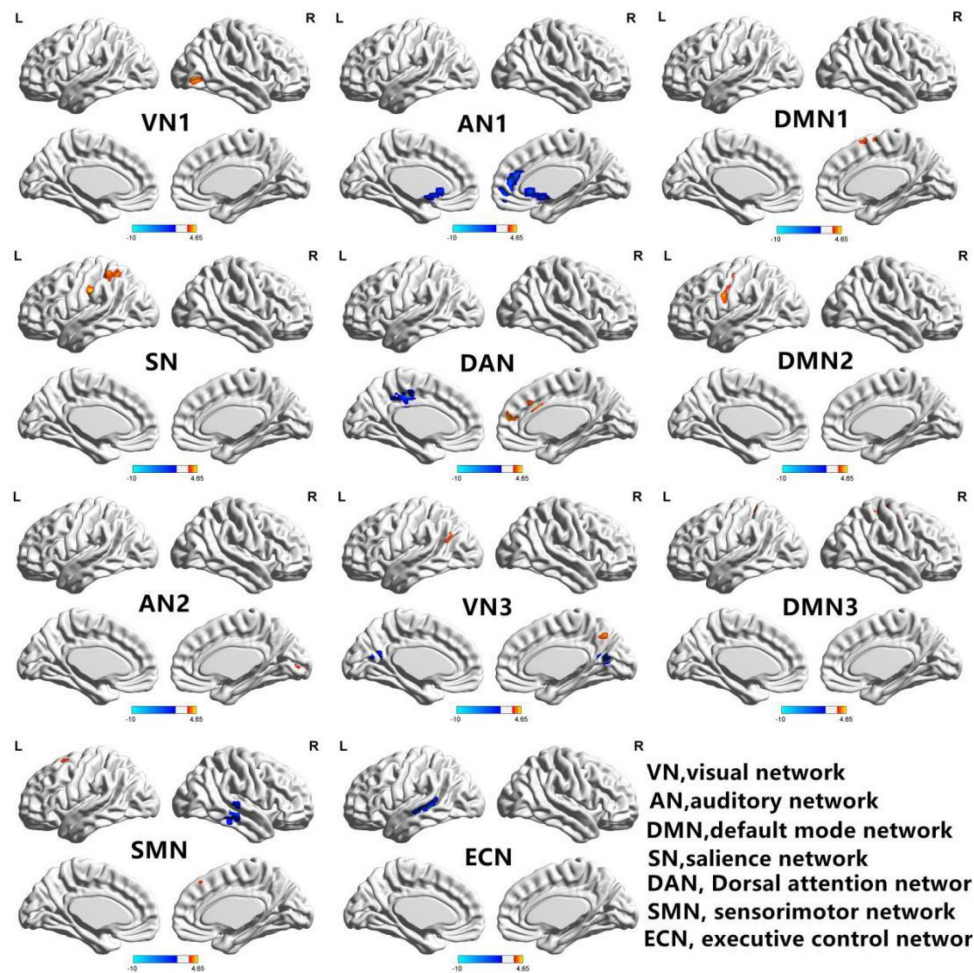 L R L R L R
VN1 AN1 DMN1
-10 4.65 -10 4.65 -10 4.65
L R L R L R
SN DAN DMN2
-10 4.65 -10 4.65 -10 4.65
L R L R L R
AN2 VN3 DMN3
-10 4.65 -10 4.65 -10 4.65
L R L R
SMN ECN
-10 4.65 -10 4.65
VN,visual network
AN,auditory network
DMN,default mode network
SN,salience network
DAN, Dorsal attention networ
SMN, sensorimotor network
ECN, executive control networ